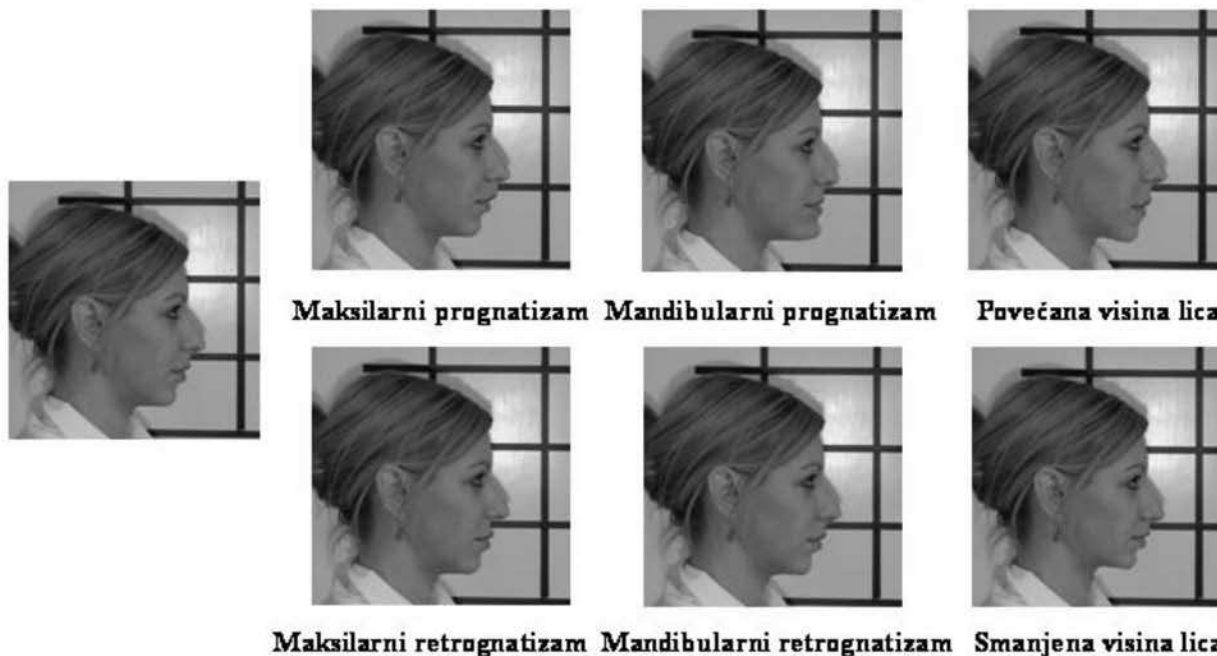 Maksilarni prognatizam Mandibularni prognatizam Povećana visina lica
Maksilarni retrognatizam Mandibularni retrognatizam Smanjena visina lica